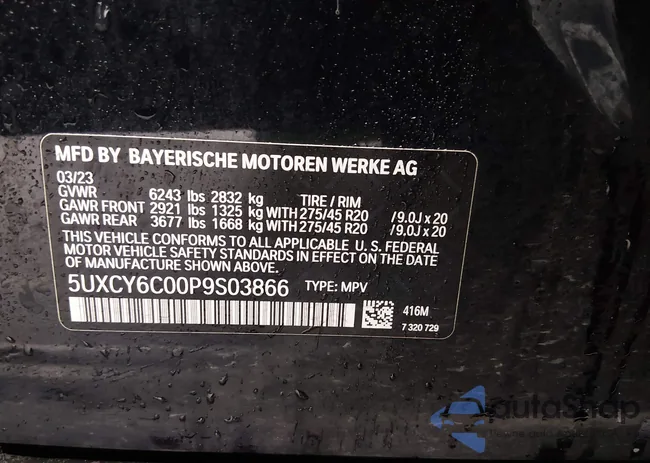 MFD BY BAYERISCHE MOTOREN WERKE AG
03/23
GVWR 6243 lbs 2832 kg TIRE / RIM
GAWR FRONT 2921 lbs 1325 kg WITH 275/45 R20 / 9.0J x 20
GAWR REAR 3677 lbs 1668 kg WITH 275/45 R20 / 9.0J x 20
THIS VEHICLE CONFORMS TO ALL APPLICABLE U. S. FEDERAL
MOTOR VEHICLE SAFETY STANDARDS IN EFFECT ON THE DATE
OF MANUFACTURE SHOWN ABOVE.
5UXCY6C00P9S03866 TYPE: MPV
416M
7 320 729
autaShop